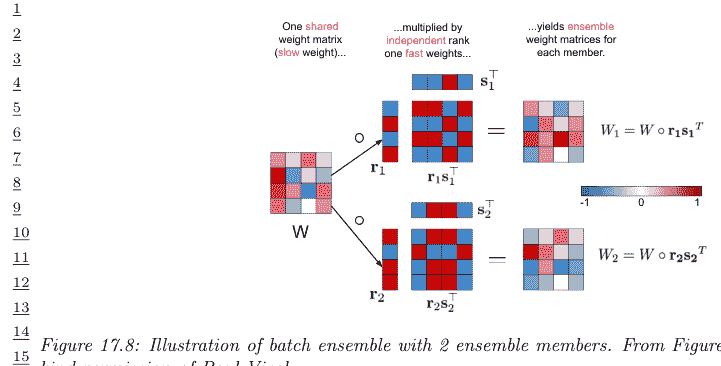 1
2
3
4
5
6
7
8
9
10
11
12
13
14
15
One shared
weight matrix
(slow weight)...
...multiplied by
independent rank
one fast weights...
...yields ensemble
weight matrices for
each member.
s₁⊤
r₁
r₁s₁⊤
=
W₁ = W ∘ r₁s₁ᵀ
W
-1 0 1
s₂⊤
r₂
r₂s₂⊤
=
W₂ = W ∘ r₂s₂ᵀ
Figure 17.8: Illustration of batch ensemble with 2 ensemble members. From Figure